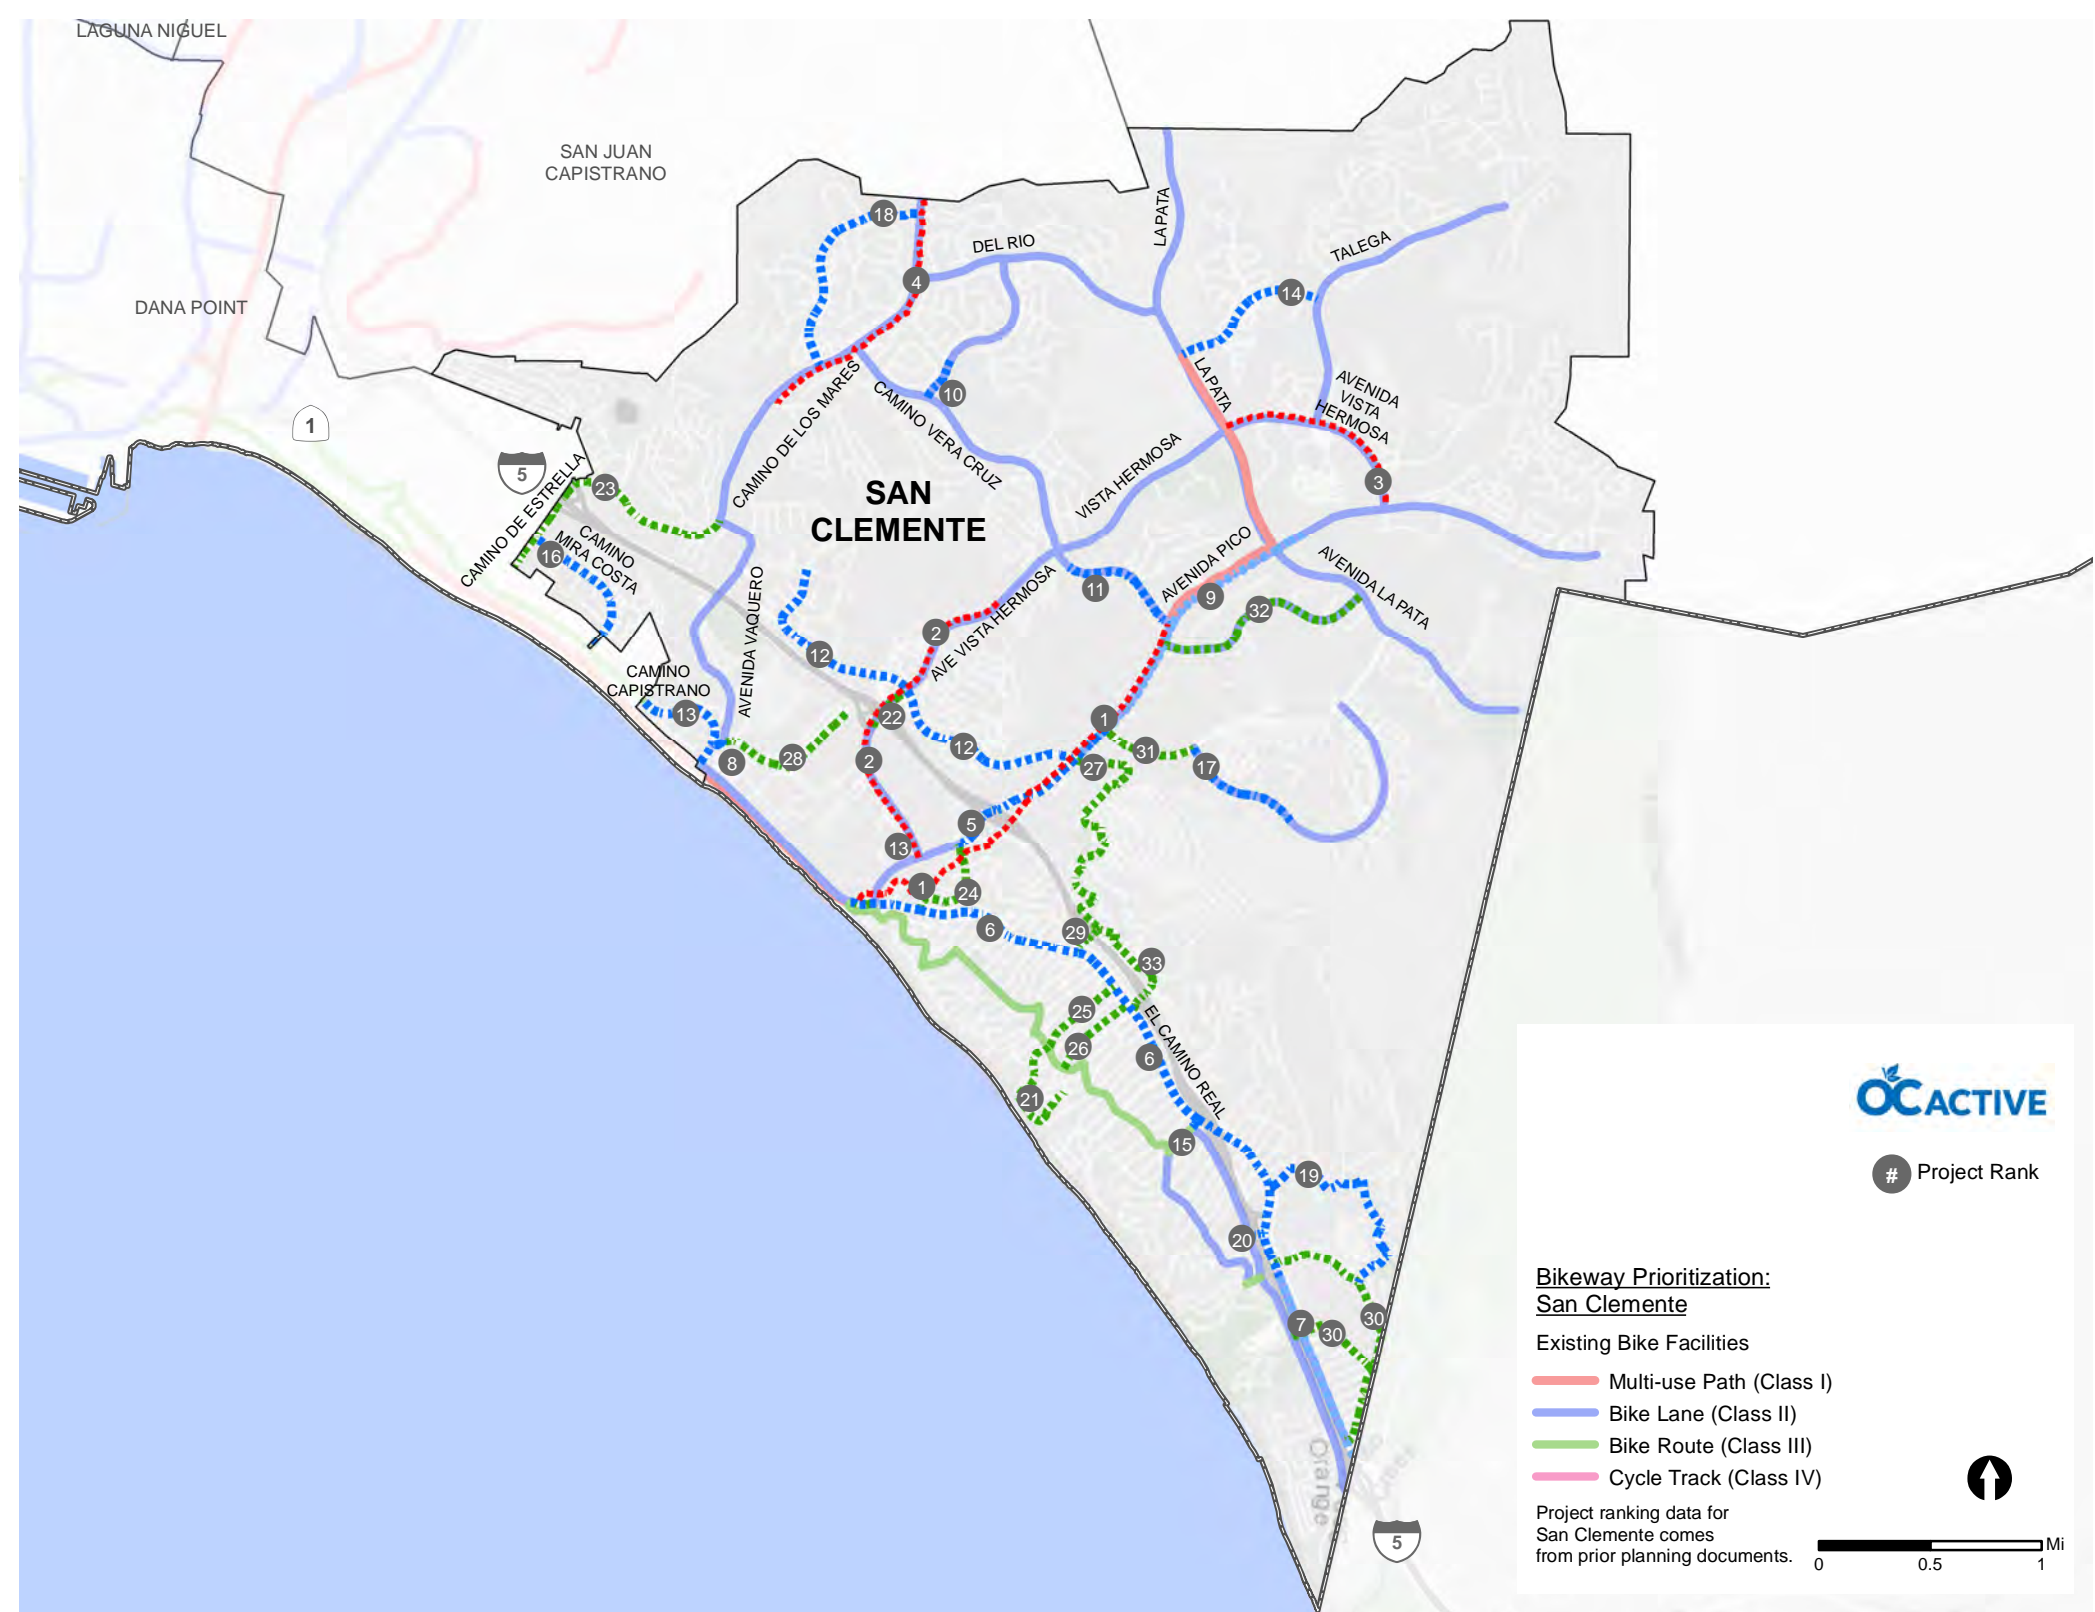 LAGUNA NIGUEL
SAN JUAN
CAPISTRANO
DANA POINT
1
5
18
4
DEL RIO
LA PATA
TALEGA
14
10
CAMINO DE LOS MARES
CAMINO VERA CRUZ
LA PATA
AVENIDA
VISTA
HERMOSA
3
VISTA HERMOSA
SAN
CLEMENTE
23
CAMINO DE ESTRELLA
16
CAMINO
MIRA COSTA
AVENIDA VAQUERO
12
2
AVE VISTA HERMOSA
11
AVENIDA PICO
9
32
AVENIDA LA PATA
CAMINO
CAPISTRANO
13
8
28
22
2
12
1
31
27
17
5
13
1
24
6
29
33
25
26
21
EL CAMINO REAL
6
15
19
20
7
30
30
Orange
5
OC ACTIVE
# Project Rank
Bikeway Prioritization:
San Clemente
Existing Bike Facilities
Multi-use Path (Class I)
Bike Lane (Class II)
Bike Route (Class III)
Cycle Track (Class IV)
Project ranking data for
San Clemente comes
from prior planning documents.
Mi
0 0.5 1